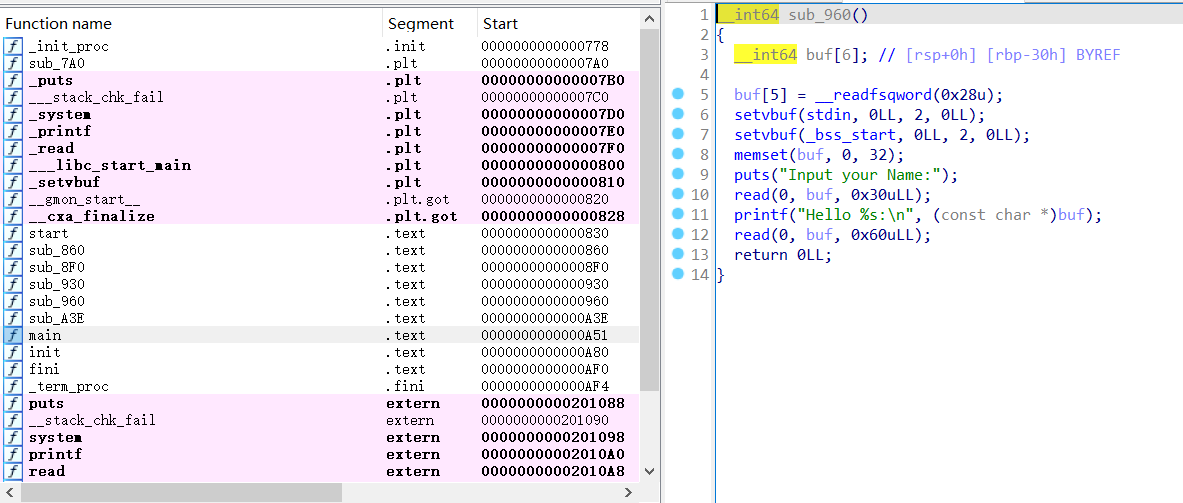 Function name Segment Start
f _init_proc .init 0000000000000778
f sub_7A0 .plt 00000000000007A0
f _puts .plt 00000000000007B0
f ___stack_chk_fail .plt 00000000000007C0
f _system .plt 00000000000007D0
f _printf .plt 00000000000007E0
f _read .plt 00000000000007F0
f ___libc_start_main .plt 0000000000000800
f _setvbuf .plt 0000000000000810
f __gmon_start__ .plt.got 0000000000000820
f __cxa_finalize .plt.got 0000000000000828
f start .text 0000000000000830
f sub_860 .text 0000000000000860
f sub_8F0 .text 00000000000008F0
f sub_930 .text 0000000000000930
f sub_960 .text 0000000000000960
f sub_A3E .text 0000000000000A3E
f main .text 0000000000000A51
f init .text 0000000000000A80
f fini .text 0000000000000AF0
f _term_proc .fini 0000000000000AF4
f puts extern 0000000000201088
f __stack_chk_fail extern 0000000000201090
f system extern 0000000000201098
f printf extern 00000000002010A0
f read extern 00000000002010A8
1 __int64 sub_960()
2 {
3 __int64 buf[6]; // [rsp+0h] [rbp-30h] BYREF
4
5 buf[5] = __readfsqword(0x28u);
6 setvbuf(stdin, 0LL, 2, 0LL);
7 setvbuf(_bss_start, 0LL, 2, 0LL);
8 memset(buf, 0, 32);
9 puts("Input your Name:");
10 read(0, buf, 0x30uLL);
11 printf("Hello %s:\n", (const char *)buf);
12 read(0, buf, 0x60uLL);
13 return 0LL;
14 }